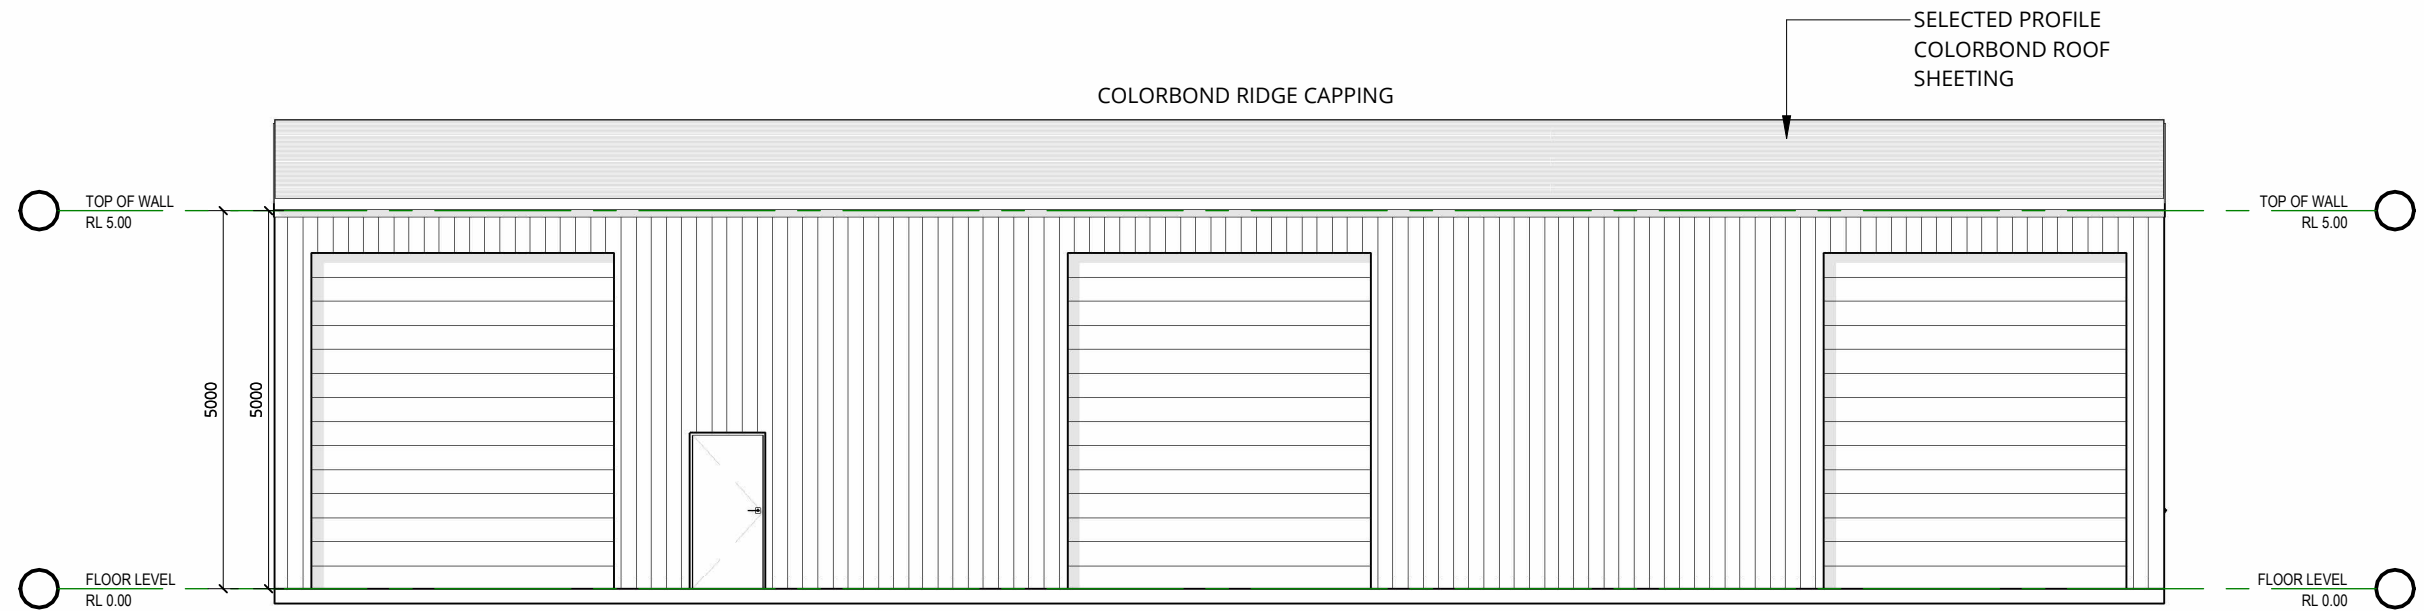 SELECTED PROFILE
COLORBOND ROOF
SHEETING
COLORBOND RIDGE CAPPING
TOP OF WALL
RL 5.00
TOP OF WALL
RL 5.00
5000
5000
FLOOR LEVEL
RL 0.00
FLOOR LEVEL
RL 0.00